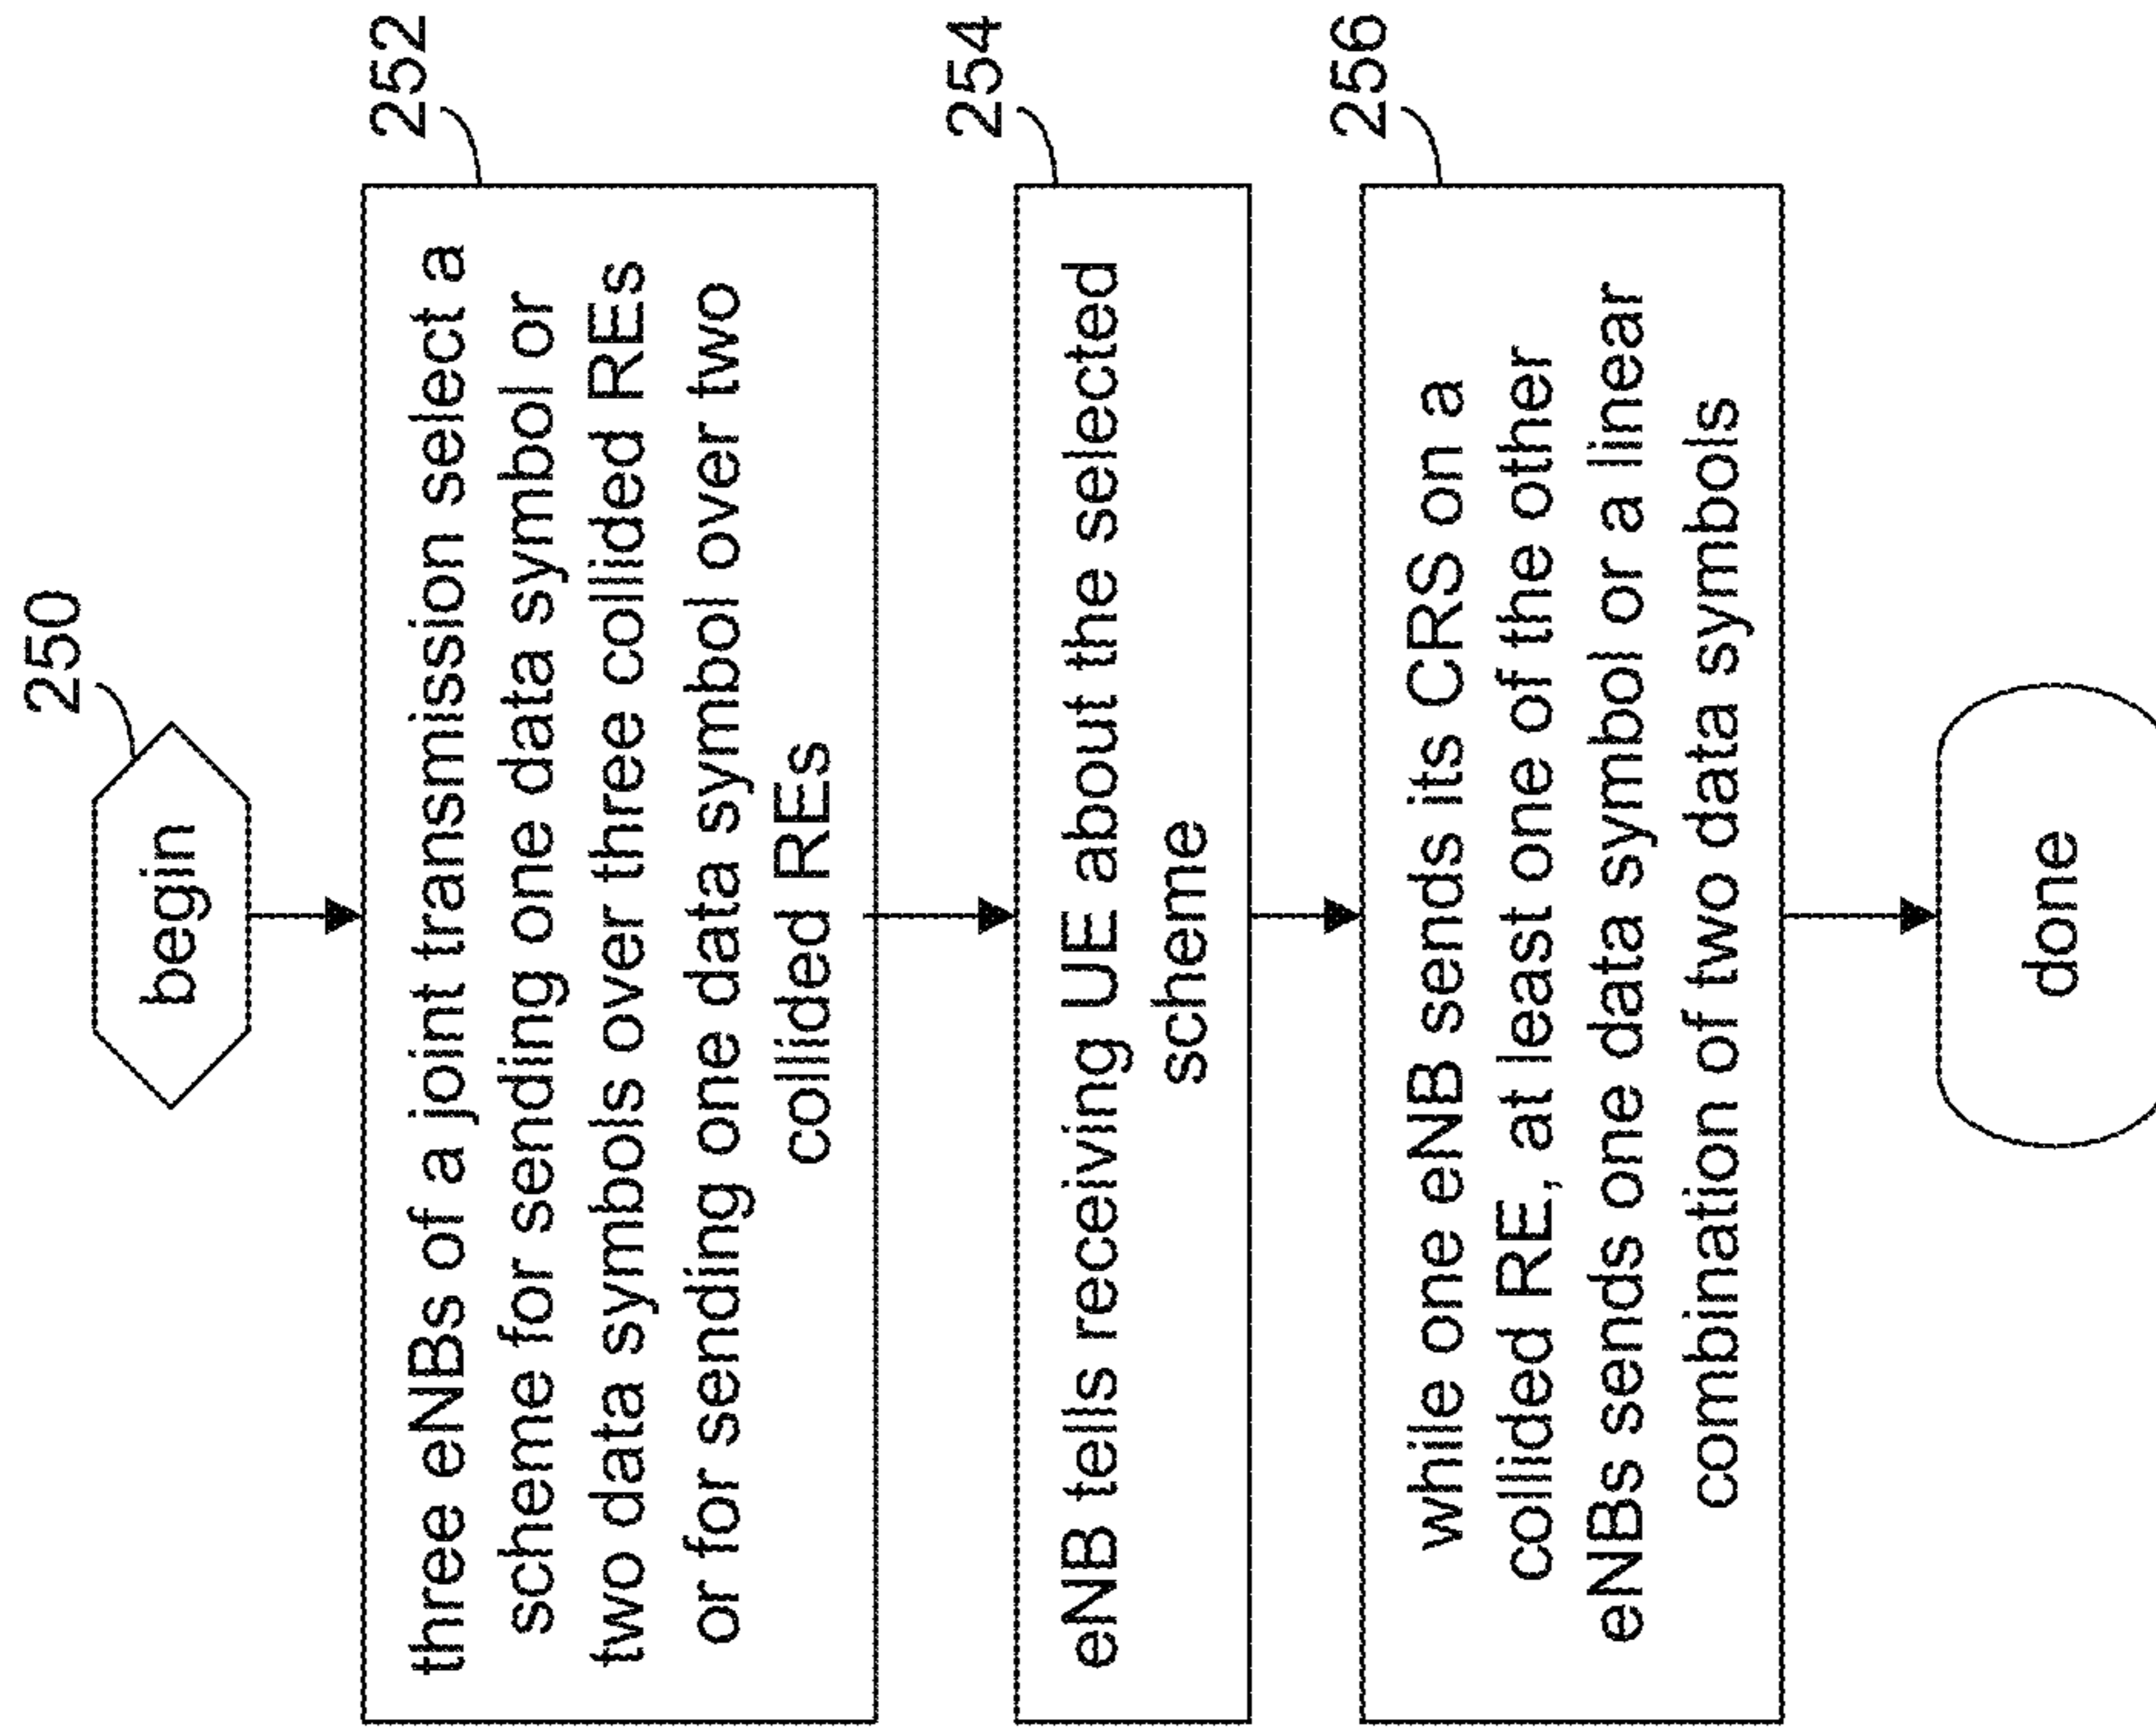 250
begin
252
three eNBs of a joint transmission select a
scheme for sending one data symbol or
two data symbols over three collided REs
or for sending one data symbol over two
collided REs
254
eNB tells receiving UE about the selected
scheme
256
while one eNB sends its CRS on a
collided RE, at least one of the other
eNBs sends one data symbol or a linear
combination of two data symbols
done